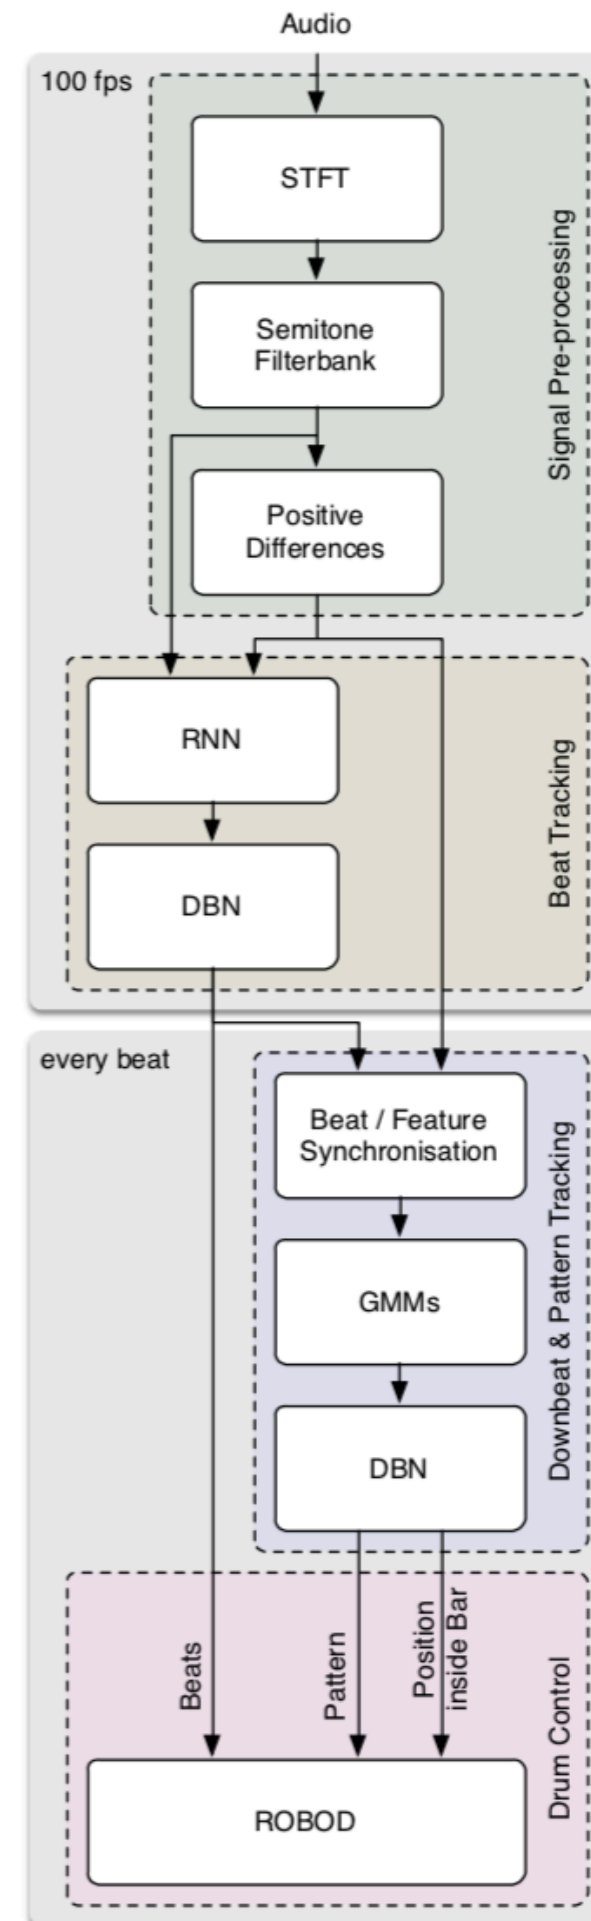 Audio
100 fps
STFT
Semitone
Filterbank
Positive
Differences
Signal Pre-processing
RNN
DBN
Beat Tracking
every beat
Beat / Feature
Synchronisation
GMMs
DBN
Downbeat & Pattern Tracking
Beats
Pattern
Position
inside Bar
ROBOD
Drum Control